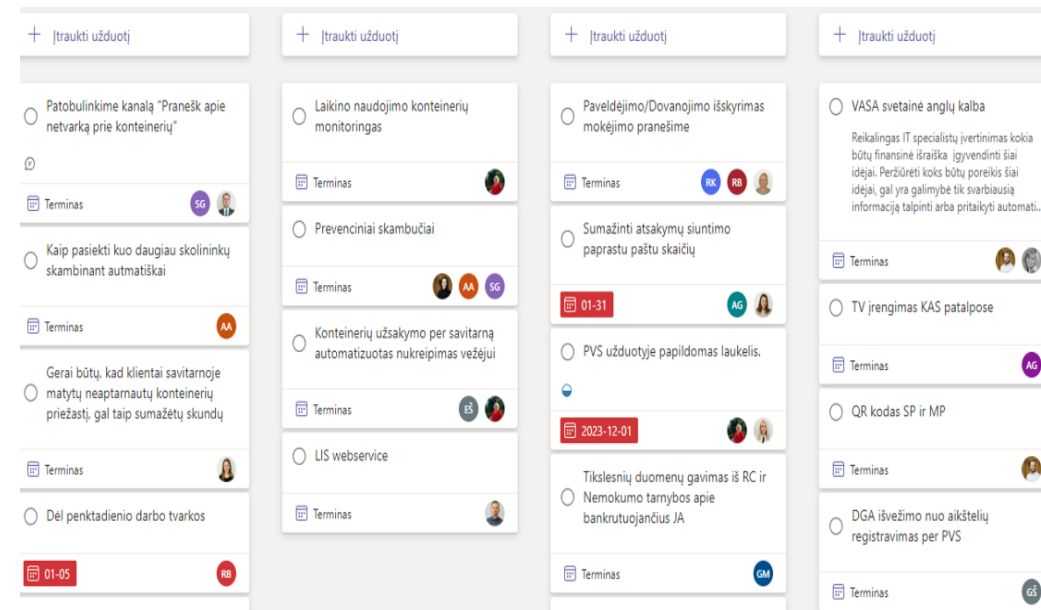 Įtraukti užduotį
Patobulinkime kanalą "Pranešk apie
netvarką prie konteinerių"
Terminas
SG
Kaip pasiekti kuo daugiau skolininkų
skambinant autmatiškai
Terminas
AA
Gerai būtų, kad klientai savitarnoje
matytų neaptarnautų konteinerių
priežastį, gal taip sumažėtų skundų
Terminas
Dėl penktadienio darbo tvarkos
01-05
RB
Įtraukti užduotį
Laikino naudojimo konteinerių
monitoringas
Terminas
Prevenciniai skambučiai
Terminas
AA
SG
Konteinerių užsakymo per savitarną
automatizuotas nukreipimas vežėjui
Terminas
EŠ
LIS webservice
Terminas
Įtraukti užduotį
Paveldėjimo/Dovanojimo išskyrimas
mokėjimo pranešime
Terminas
RK
RB
Sumažinti atsakymų siuntimo
paprastu paštu skaičių
01-31
AG
PVS užduotyje papildomas laukelis.
2023-12-01
Tikslesnių duomenų gavimas iš RC ir
Nemokumo tarnybos apie
bankrutuojančius JA
Terminas
GM
Įtraukti užduotį
VASA svetainė anglų kalba
Reikalingas IT specialistų įvertinimas kokia
būtų finansinė išraiška įgyvendinti šiai
idėjai. Peržiūrėti koks būtų poreikis šiai
idėjai, gal yra galimybė tik svarbiausią
informaciją talpinti arba pritaikyti automati...
Terminas
TV įrengimas KAS patalpose
Terminas
AG
QR kodas SP ir MP
Terminas
DGA išvežimo nuo aikštelių
registravimas per PVS
Terminas
GŠ